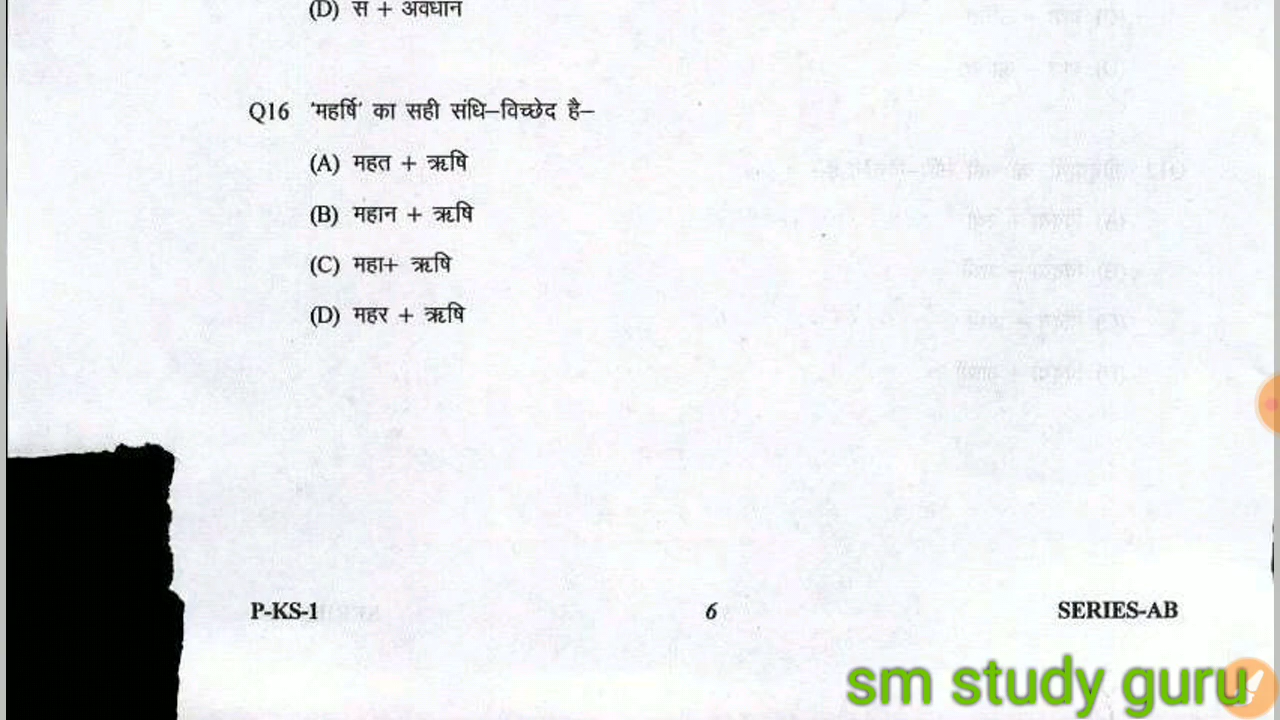 (D) स + अवधान
Q16 'महर्षि' का सही संधि–विच्छेद है–
(A) महत + ऋषि
(B) महान + ऋषि
(C) महा+ ऋषि
(D) महर + ऋषि
P-KS-1 6 SERIES-AB
sm study guru